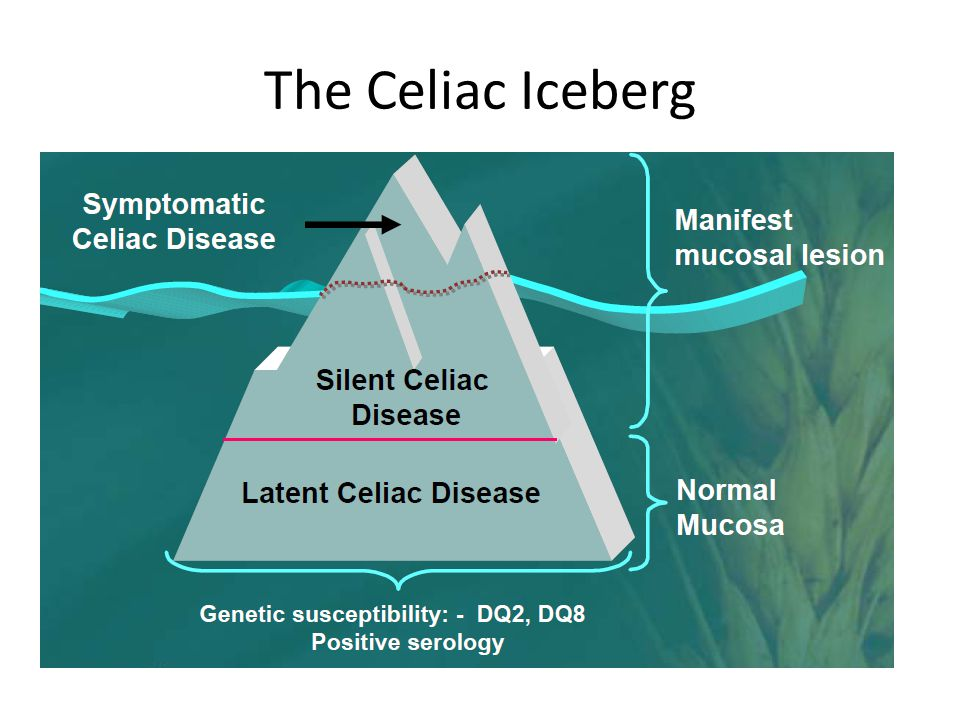 The Celiac Iceberg
Symptomatic
Celiac Disease
Manifest
mucosal lesion
Silent Celiac
Disease
Latent Celiac Disease
Normal
Mucosa
Genetic susceptibility: - DQ2, DQ8
Positive serology